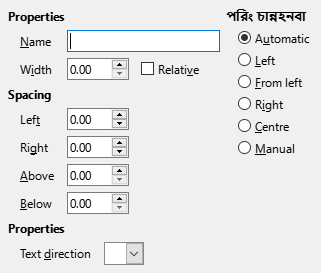 Properties
Name
Width 0.00 Relative
Spacing
Left 0.00
Right 0.00
Above 0.00
Below 0.00
Properties
Text direction
পরিং চান্নহনবা
Automatic
Left
From left
Right
Centre
Manual